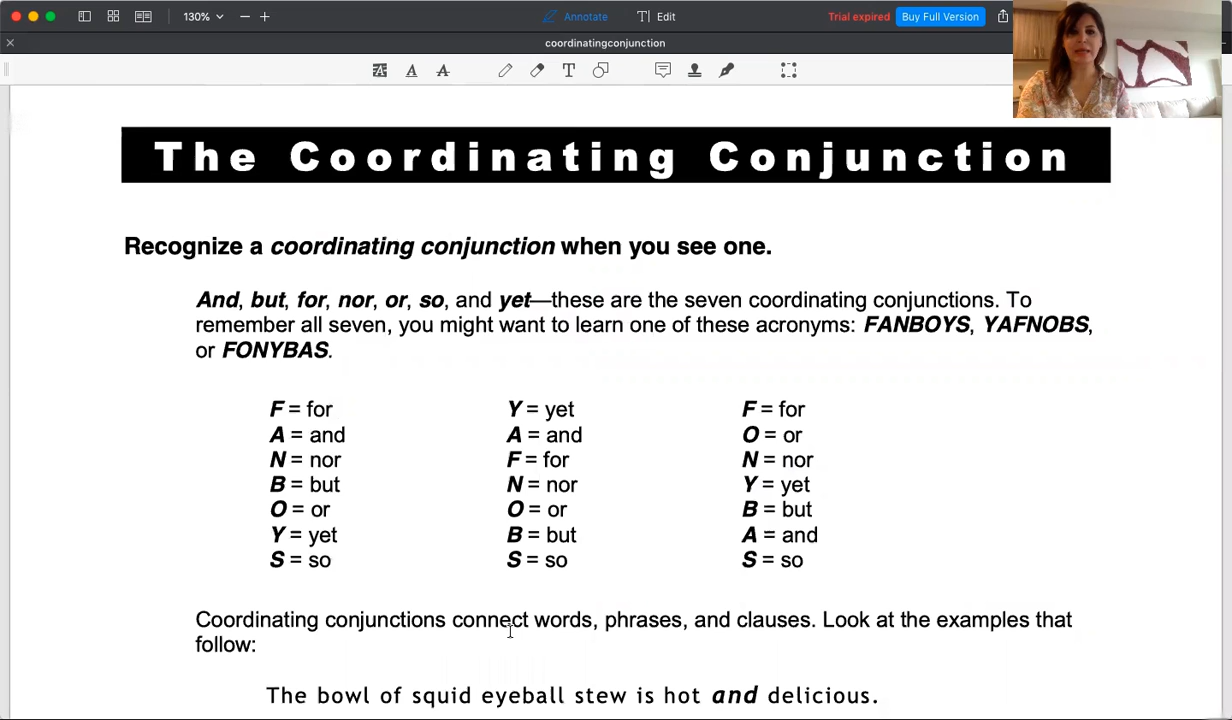 130%
Annotate
Edit
Trial expired
Buy Full Version
coordinatingconjunction
The Coordinating Conjunction
Recognize a coordinating conjunction when you see one.
And, but, for, nor, or, so, and yet—these are the seven coordinating conjunctions. To
remember all seven, you might want to learn one of these acronyms: FANBOYS, YAFNOBS,
or FONYBAS.
F = for Y = yet F = for
A = and A = and O = or
N = nor F = for N = nor
B = but N = nor Y = yet
O = or O = or B = but
Y = yet B = but A = and
S = so S = so S = so
Coordinating conjunctions connect words, phrases, and clauses. Look at the examples that
follow:
The bowl of squid eyeball stew is hot and delicious.